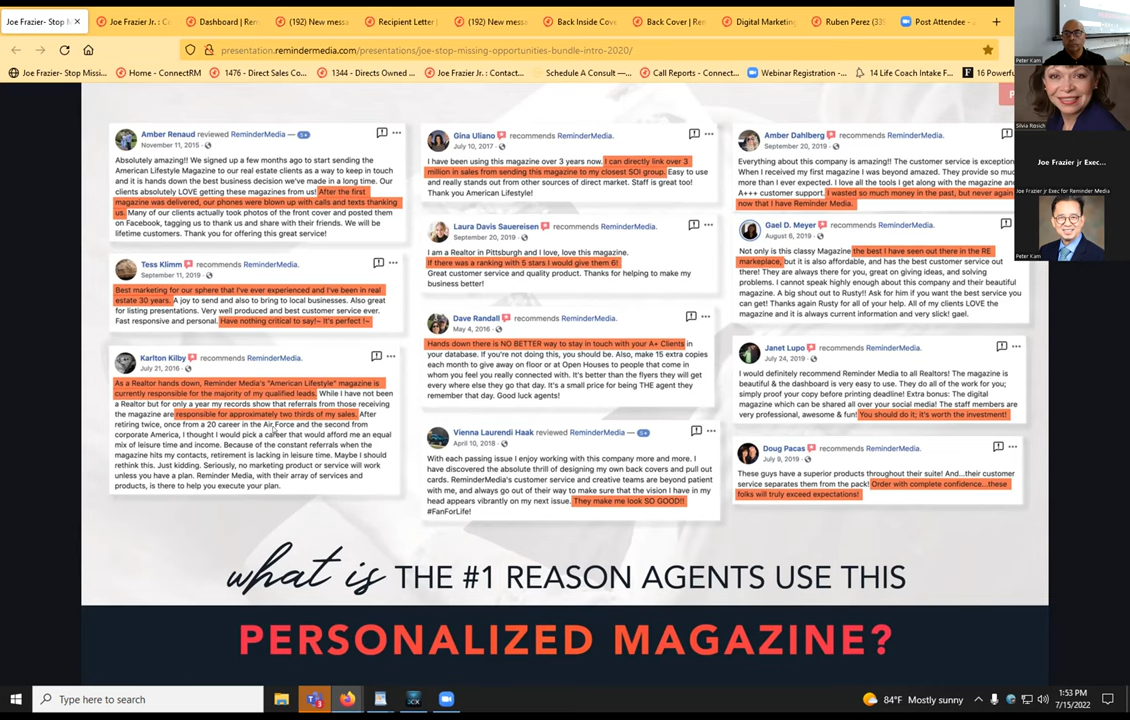 Joe Frazier- Stop M
Joe Frazier Jr. : C
Dashboard | Ren
(192) New messa
Recipient Letter |
(192) New messa
Back Inside Cov
Back Cover | Re
Digital Marketing
Ruben Perez (33
Post Attendee -
presentation.remindermedia.com/presentations/joe-stop-missing-opportunities-bundle-intro-2020/
Joe Frazier- Stop Missi...
Home - ConnectRM
1476 - Direct Sales Co...
1344 - Directs Owned ...
Joe Frazier Jr. : Contact...
Schedule A Consult —...
Call Reports - Connect...
Webinar Registration -...
14 Life Coach Intake F...
16 Powerfu
Amber Renaud reviewed ReminderMedia —
November 11, 2015
Absolutely amazing!! We signed up a few months ago to start sending the
American Lifestyle Magazine to our real estate clients as a way to keep in touch
and it is hands down the best business decision we've made in a long time. Our
clients absolutely LOVE getting these magazines from us! After the first
magazine was delivered, our phones were blown up with calls and texts thanking
us. Many of our clients actually took photos of the front cover and posted them
on Facebook, tagging us to thank us and share with their friends. We will be
lifetime customers. Thank you for offering this great service!
Tess Klimm recommends ReminderMedia.
September 11, 2019
Best marketing for our sphere that I've ever experienced and I've been in real
estate 30 years. A joy to send and also to bring to local businesses. Also great
for listing presentations. Very well produced and best customer service ever.
Fast responsive and personal. Have nothing critical to say!~ It's perfect !~
Karlton Kilby recommends ReminderMedia.
July 21, 2016
As a Realtor hands down, Reminder Media's "American Lifestyle" magazine is
currently responsible for the majority of my qualified leads. While I have not been
a Realtor but for only a year my records show that referrals from those receiving
the magazine are responsible for approximately two thirds of my sales. After
retiring twice, once from a 20 career in the Air Force and the second from
corporate America, I thought I would pick a career that would afford me an equal
mix of leisure time and income. Because of the constant referrals when the
magazine hits my contacts, retirement is lacking in leisure time. Maybe I should
rethink this. Just kidding. Seriously, no marketing product or service will work
unless you have a plan. Reminder Media, with their array of services and
products, is there to help you execute your plan.
Gina Uliano recommends ReminderMedia.
July 10, 2017
I have been using this magazine over 3 years now. I can directly link over 3
million in sales from sending this magazine to my closest SOI group. Easy to use
and really stands out from other sources of direct market. Staff is great too!
Thank you American Lifestyle!
Laura Davis Sauereisen recommends ReminderMedia.
September 20, 2019
I am a Realtor in Pittsburgh and I love, love this magazine.
If there was a ranking with 5 stars I would give them 6!
Great customer service and quality product. Thanks for helping to make my
business better!
Dave Randall recommends ReminderMedia.
May 4, 2016
Hands down there is NO BETTER way to stay in touch with your A+ Clients in
your database. If you're not doing this, you should be. Also, make 15 extra copies
each month to give away on floor or at Open Houses to people that come in
whom you feel you really connected with. It's better than the flyers they will get
every where else they go that day. It's a small price for being THE agent they
remember. Good luck agents!
Vienna Laurendi Haak reviewed ReminderMedia —
April 10, 2018
With each passing issue I enjoy working with this company more and more. I
have discovered the absolute thrill of designing my own back covers and pull out
cards. ReminderMedia's customer service and creative teams are beyond patient
with me, and always go out of their way to make sure that the vision I have in my
head appears vibrantly on my next issue. They make me look SO GOOD!!
#FanForLife!
Amber Dahlberg recommends ReminderMedia.
September 20, 2019
Everything about this company is amazing! The customer service is exception
When I received my first magazine I was beyond amazed. They provide so muc
more than I ever expected. I love all the tools I get along with the magazine an
A+++ customer support. I wasted so much money in the past, but never again
now that I have Reminder Media.
Gael D. Meyer recommends ReminderMedia.
August 6, 2019
Not only is this classy Magazine the best I have seen out there in the RE
markeplace, but it is also affordable, and has the best customer service out
there! They are always there for you, great on giving ideas, and solving
problems. I cannot speak highly enough about this company and their beautiful
magazine. A big shout out to Rusty!! Ask for him if you want the best service you
can get! Thanks again Rusty for all of your help. All of my clients LOVE the
magazine and it is always current information and very slick! gael.
Janet Lupo recommends ReminderMedia.
July 24, 2019
I would definitely recommend Reminder Media to all Realtors! The magazine is
beautiful & the dashboard is very easy to use. They do all of the work for you;
simply proof your copy before printing deadline! Extra bonus: The digital
magazine which can be shared all over your social media! The staff members are
very professional, awesome & fun! You should do it; it's worth the investment!
Doug Pacas recommends ReminderMedia.
July 9, 2019
These guys have a superior products throughout their suite! And...their customer
service separates them from the pack! Order with complete confidence...these
folks will truly exceed expectations!
what is THE #1 REASON AGENTS USE THIS
PERSONALIZED MAGAZINE?
Peter Kam
Silvia Rosich
Joe Frazier jr Exec...
Joe Frazier jr Exec for Reminder Media
Peter Kam
Type here to search
84°F Mostly sunny
1:53 PM
7/15/2022